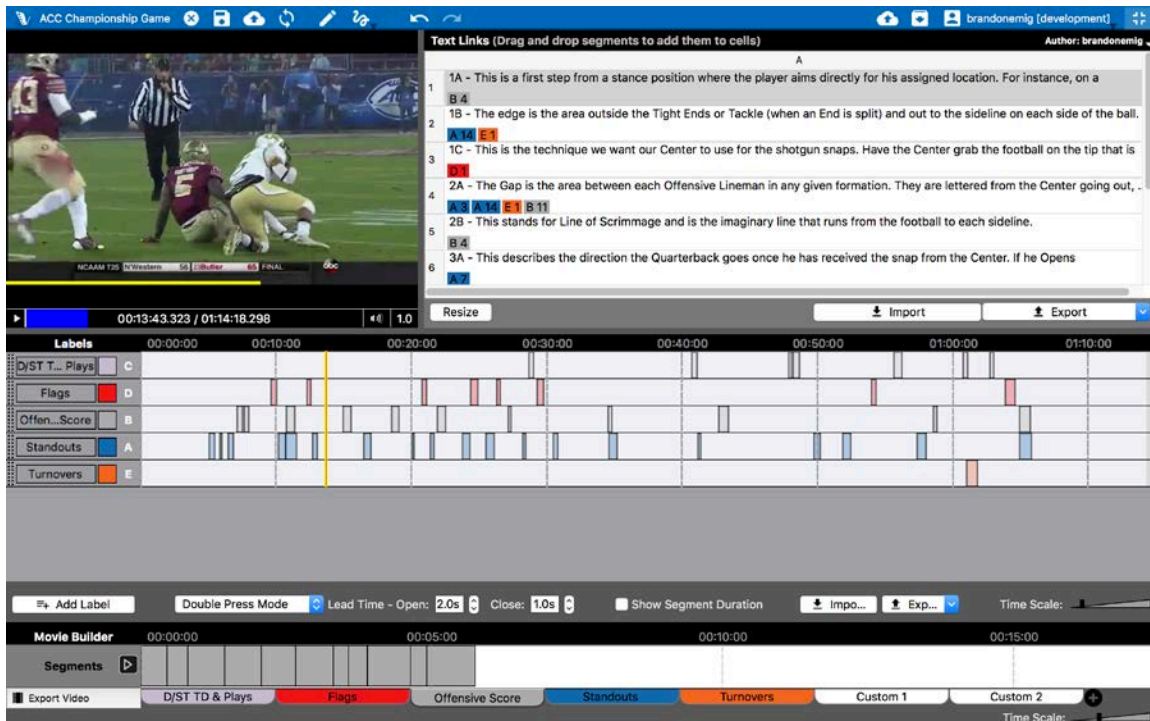 ACC Championship Game
brandonemig [development]
Text Links (Drag and drop segments to add them to cells)
Author: brandonemig
A
1
1A - This is a first step from a stance position where the player aims directly for his assigned location. For instance, on a
B 4
2
1B - The edge is the area outside the Tight Ends or Tackle (when an End is split) and out to the sideline on each side of the ball.
A 14 E 1
3
1C - This is the technique we want our Center to use for the shotgun snaps. Have the Center grab the football on the tip that is
D 1
4
2A - The Gap is the area between each Offensive Lineman in any given formation. They are lettered from the Center going out, .
A 3 A 14 E 1 B 11
5
2B - This stands for Line of Scrimmage and is the imaginary line that runs from the football to each sideline.
B 4
6
3A - This describes the direction the Quarterback goes once he has received the snap from the Center. If he Opens
A 7
5
NCAAM T25 N'Western 56 Butler 65 FINAL abc
00:13:43.323 / 01:14:18.298 1.0
Resize Import Export
Labels 00:00:00 00:10:00 00:20:00 00:30:00 00:40:00 00:50:00 01:00:00 01:10:00
D/ST T... Plays C
Flags D
Offen...Score B
Standouts A
Turnovers E
Add Label Double Press Mode Lead Time - Open: 2.0s Close: 1.0s Show Segment Duration Impo... Exp... Time Scale:
Movie Builder 00:00:00 00:05:00 00:10:00 00:15:00
Segments
Export Video D/ST TD & Plays Flags Offensive Score Standouts Turnovers Custom 1 Custom 2
Time Scale: